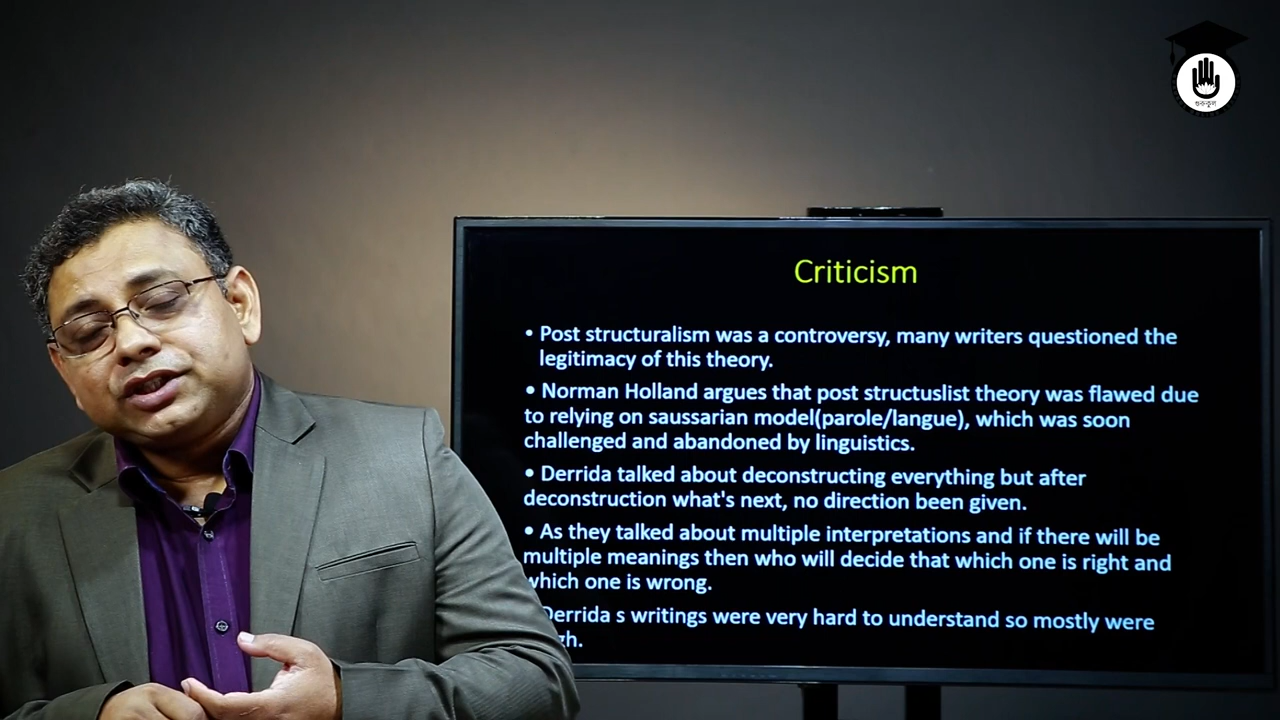 গুরুকুল
Criticism
• Post structuralism was a controversy, many writers questioned the
legitimacy of this theory.
• Norman Holland argues that post structuslist theory was flawed due
to relying on saussarian model(parole/langue), which was soon
challenged and abandoned by linguistics.
• Derrida talked about deconstructing everything but after
deconstruction what's next, no direction been given.
• As they talked about multiple interpretations and if there will be
multiple meanings then who will decide that which one is right and
which one is wrong.
Derrida s writings were very hard to understand so mostly were